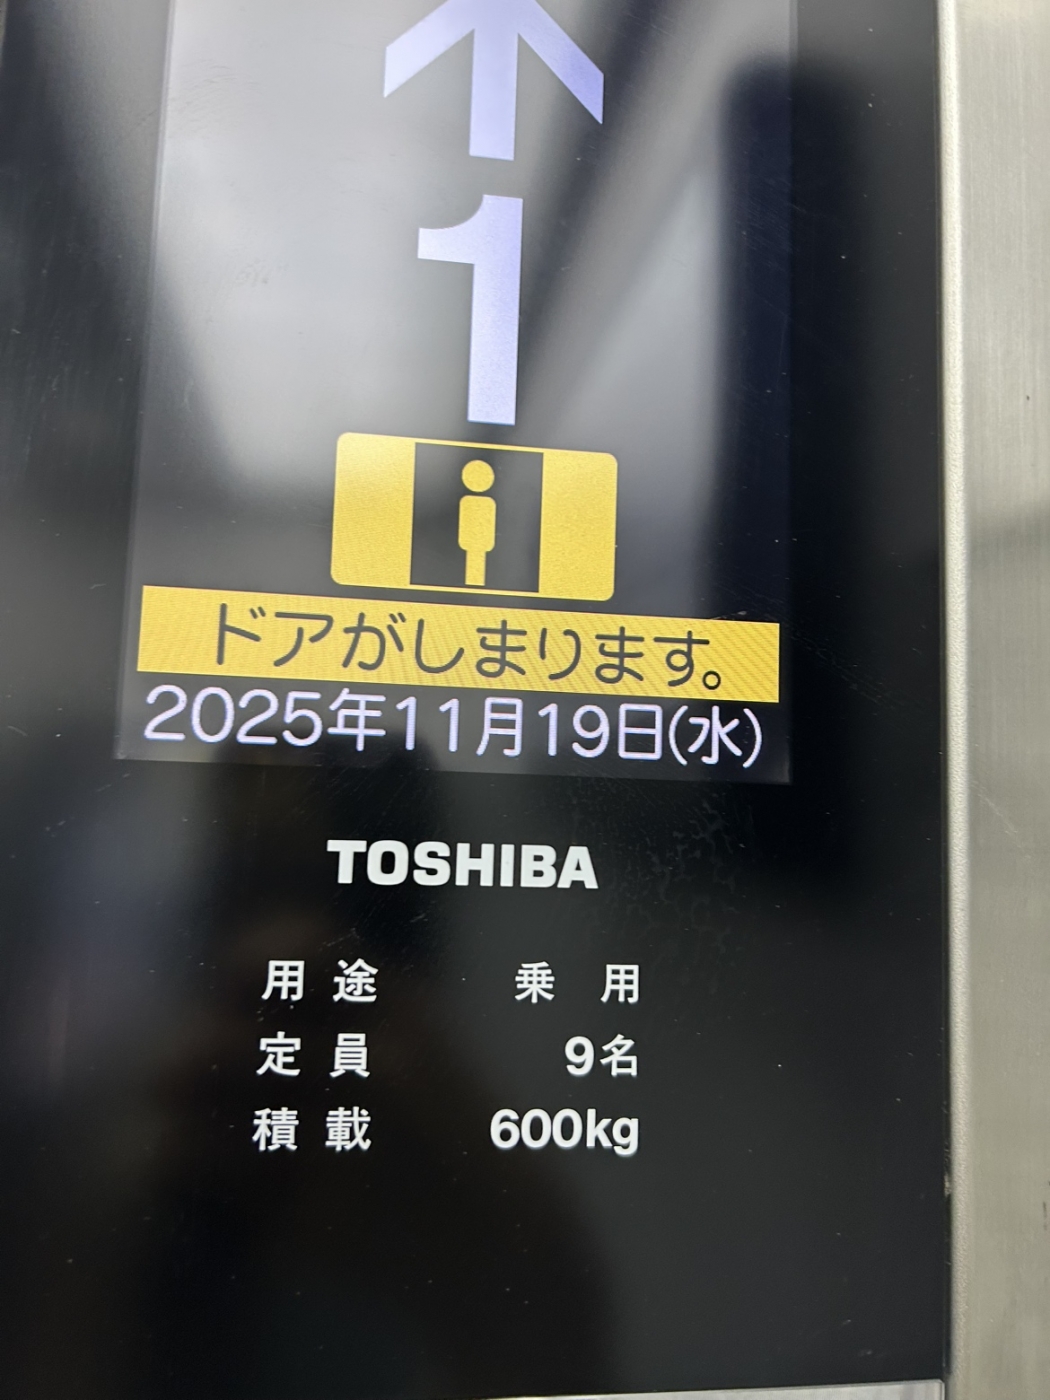 1
ドアがしまります。
2025年11月19日(水)
TOSHIBA
用途 乗用
定員 9名
積載 600kg